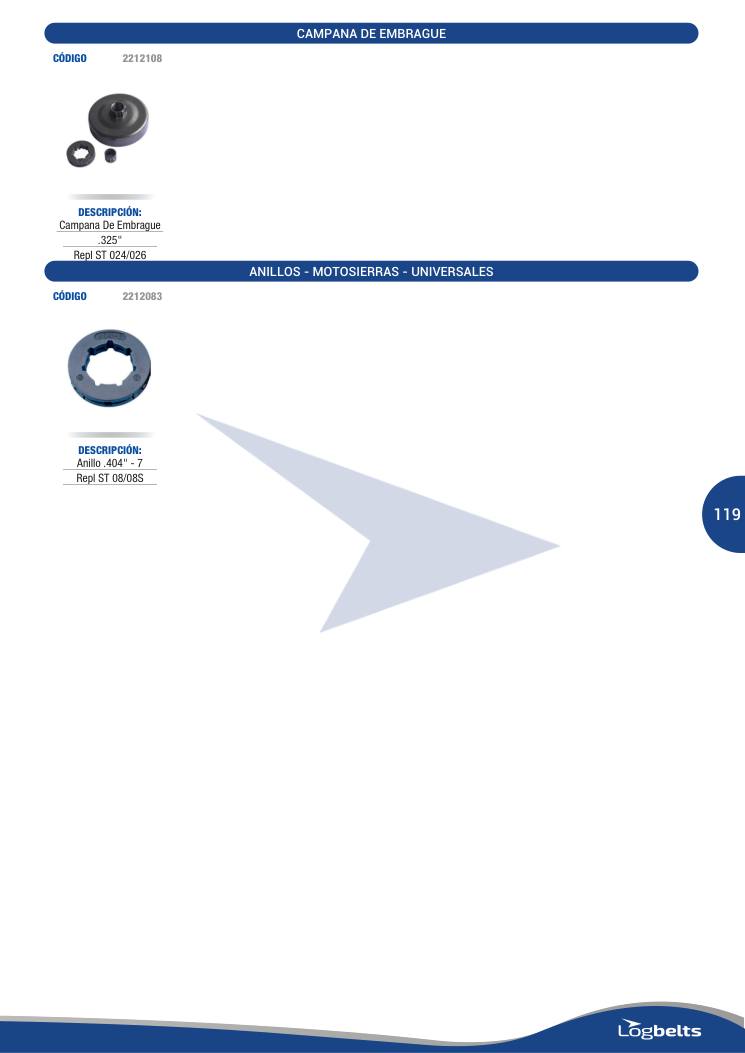 CAMPANA DE EMBRAGUE
CÓDIGO 2212108
DESCRIPCIÓN:
Campana De Embrague
.325"
Repl ST 024/026
ANILLOS - MOTOSIERRAS - UNIVERSALES
CÓDIGO 2212083
DESCRIPCIÓN:
Anillo .404" - 7
Repl ST 08/08S
119
Logbelts